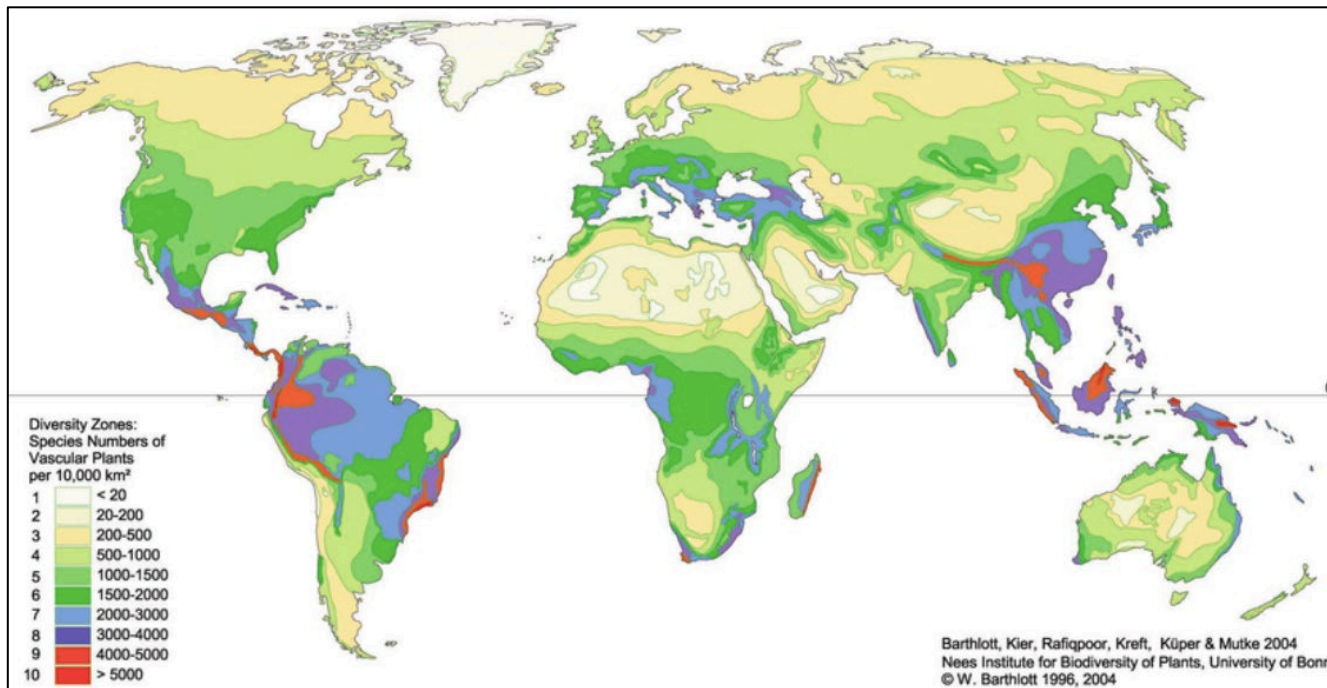 Diversity Zones:
Species Numbers of
Vascular Plants
per 10,000 km²
1 < 20
2 20-200
3 200-500
4 500-1000
5 1000-1500
6 1500-2000
7 2000-3000
8 3000-4000
9 4000-5000
10 > 5000
Barthlott, Kier, Rafiqpoor, Kreft, Küper & Mutke 2004
Nees Institute for Biodiversity of Plants, University of Bonn
© W. Barthlott 1996, 2004